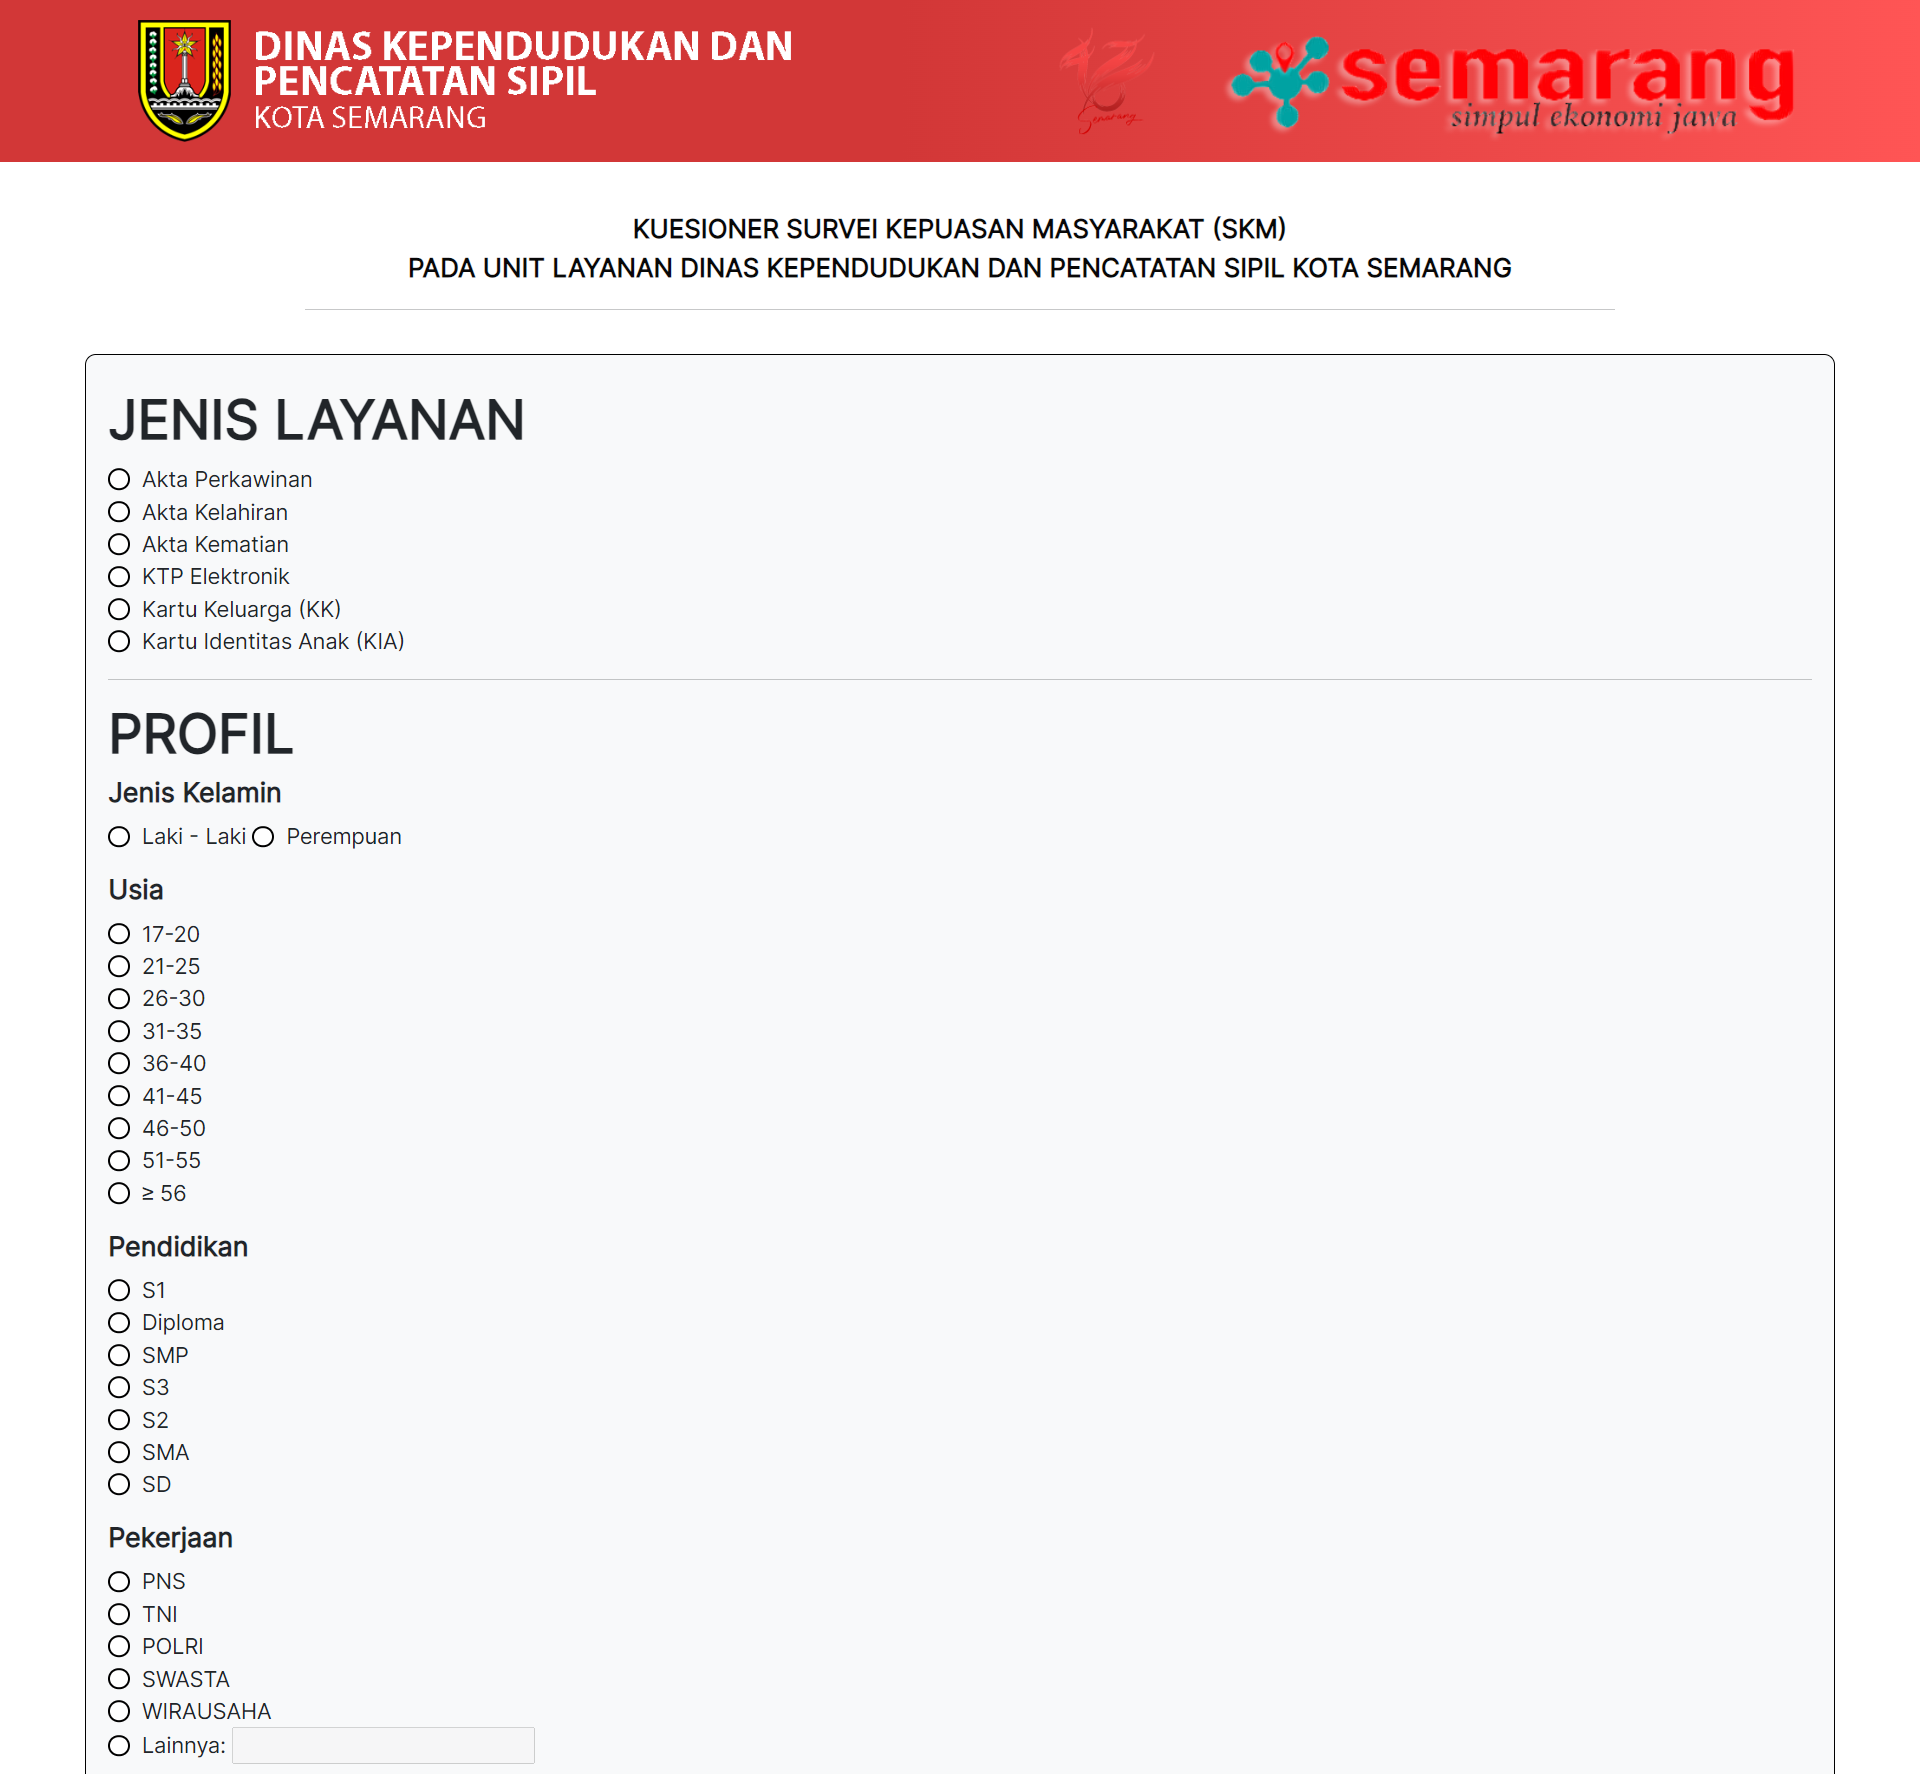 DINAS KEPENDUDUKAN DAN
PENCATATAN SIPIL
KOTA SEMARANG
Semarang
semarang
simpul ekonomi jawa
KUESIONER SURVEI KEPUASAN MASYARAKAT (SKM)
PADA UNIT LAYANAN DINAS KEPENDUDUKAN DAN PENCATATAN SIPIL KOTA SEMARANG
JENIS LAYANAN
Akta Perkawinan
Akta Kelahiran
Akta Kematian
KTP Elektronik
Kartu Keluarga (KK)
Kartu Identitas Anak (KIA)
PROFIL
Jenis Kelamin
Laki - Laki Perempuan
Usia
17-20
21-25
26-30
31-35
36-40
41-45
46-50
51-55
≥ 56
Pendidikan
S1
Diploma
SMP
S3
S2
SMA
SD
Pekerjaan
PNS
TNI
POLRI
SWASTA
WIRAUSAHA
Lainnya: